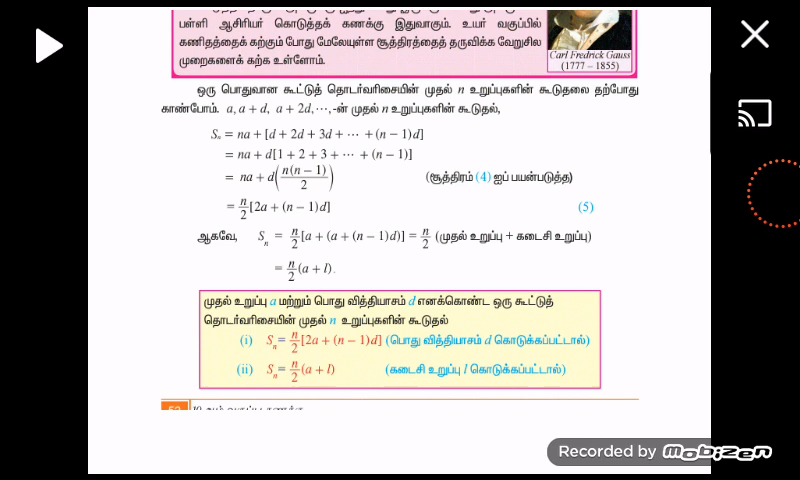 பள்ளி ஆசிரியர் கொடுத்தக் கணக்கு இதுவாகும். உயர் வகுப்பில்
கணிதத்தைக் கற்கும் போது மேலேயுள்ள சூத்திரத்தைத் தருவிக்க வேறுசில
முறைகளைக் கற்க உள்ளோம்.
Carl Fredrick Gauss
(1777 – 1855)
ஒரு பொதுவான கூட்டுத் தொடர்வரிசையின் முதல் n உறுப்புகளின் கூடுதலை தற்போது
காண்போம். a, a + d, a + 2d, ⋯, -ன் முதல் n உறுப்புகளின் கூடுதல்,
Sₙ = na + [d + 2d + 3d + ⋯ + (n − 1)d]
= na + d[1 + 2 + 3 + ⋯ + (n − 1)]
= na + d(n(n − 1)/2) (சூத்திரம் (4) ஐப் பயன்படுத்த)
= n/2[2a + (n − 1)d] (5)
ஆகவே, Sₙ = n/2[a + (a + (n − 1)d)] = n/2 (முதல் உறுப்பு + கடைசி உறுப்பு)
= n/2(a + l).
முதல் உறுப்பு a மற்றும் பொது வித்தியாசம் d எனக்கொண்ட ஒரு கூட்டுத்
தொடர்வரிசையின் முதல் n உறுப்புகளின் கூடுதல்
(i) Sₙ = n/2[2a + (n − 1)d] (பொது வித்தியாசம் d கொடுக்கப்பட்டால்)
(ii) Sₙ = n/2(a + l) (கடைசி உறுப்பு l கொடுக்கப்பட்டால்)
Recorded by MOBIZEN